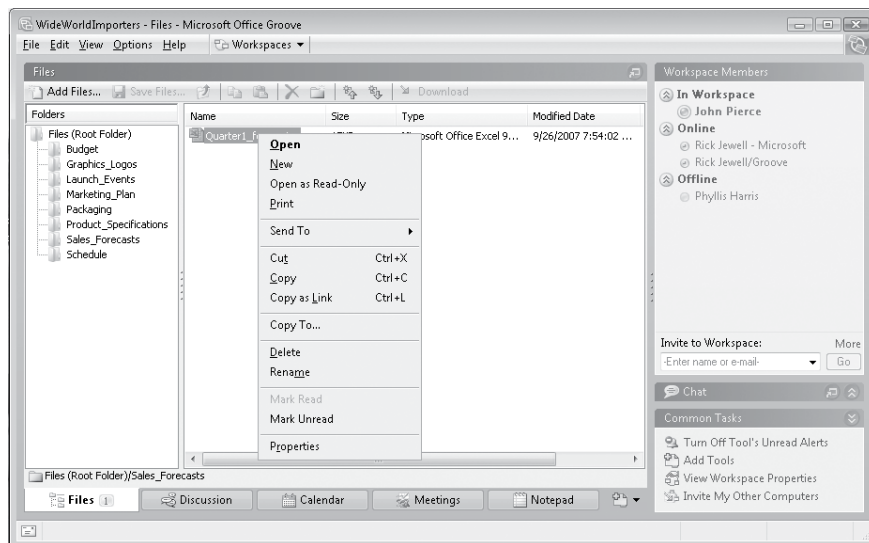 WideWorldImporters - Files - Microsoft Office Groove
File Edit View Options Help Workspaces
Files
Add Files... Save Files... Download
Folders
Files (Root Folder)
Budget
Graphics_Logos
Launch_Events
Marketing_Plan
Packaging
Product_Specifications
Sales_Forecasts
Schedule
Name Size Type Modified Date
Office Excel 9... 9/26/2007 7:54:02 ...
Open
New
Open as Read-Only
Print
Send To
Cut Ctrl+X
Copy Ctrl+C
Copy as Link Ctrl+L
Copy To...
Delete
Rename
Mark Read
Mark Unread
Properties
Files (Root Folder)/Sales_Forecasts
Files 1 Discussion Calendar Meetings Notepad
Workspace Members
In Workspace
John Pierce
Online
Rick Jewell - Microsoft
Rick Jewell/Groove
Offline
Phyllis Harris
Invite to Workspace: More
-Enter name or e-mail- Go
Chat
Common Tasks
Turn Off Tool's Unread Alerts
Add Tools
View Workspace Properties
Invite My Other Computers